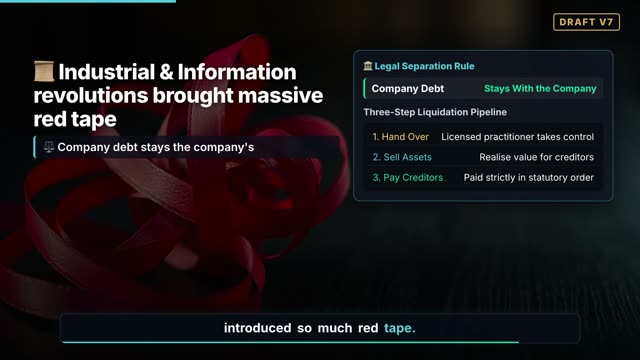 DRAFT V7
Industrial & Information
revolutions brought massive
red tape
Company debt stays the company's
Legal Separation Rule
Company Debt Stays With the Company
Three-Step Liquidation Pipeline
1. Hand Over Licensed practitioner takes control
2. Sell Assets Realise value for creditors
3. Pay Creditors Paid strictly in statutory order
introduced so much red tape.